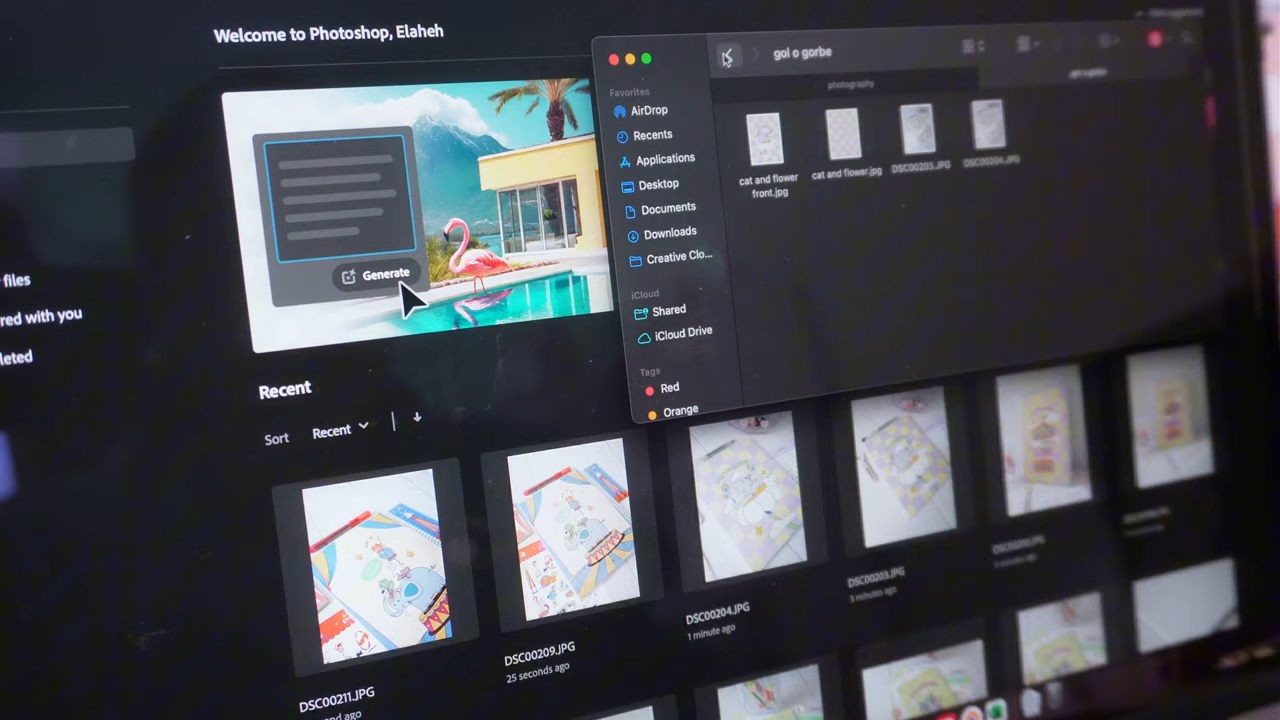 Welcome to Photoshop, Elaheh
Generate
files
red with you
leted
Recent
Sort
Recent
DSC00211.JPG
nd ago
DSC00209.JPG
25 seconds ago
DSC00204.JPG
1 minute ago
DSC00203.JPG
3 minutes ago
gol o gorbe
photography
Favorites
AirDrop
Recents
Applications
Desktop
Documents
Downloads
Creative Clo...
iCloud
Shared
iCloud Drive
Tags
Red
Orange
cat and flower
front.jpg
cat and flower.jpg
DSC00203.JPG
DSC00204.JPG